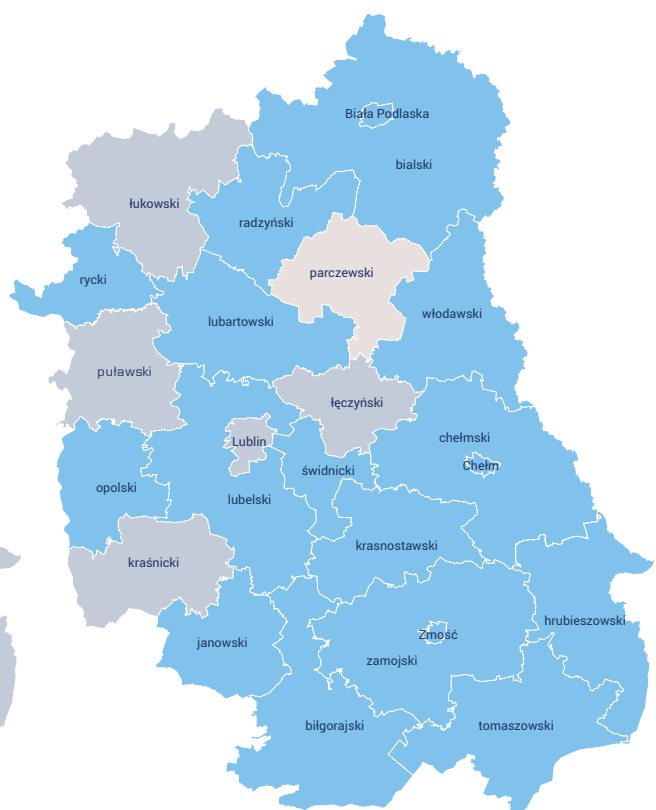 Biała Podlaska
bialski
łukowski
radzyński
parczewski
rycki
włodawski
lubartowski
puławski
łęczyński
chełmski
Lublin
Chełm
świdnicki
opolski
lubelski
krasnostawski
kraśnicki
hrubieszowski
Zmość
janowski
zamojski
biłgorajski
tomaszowski